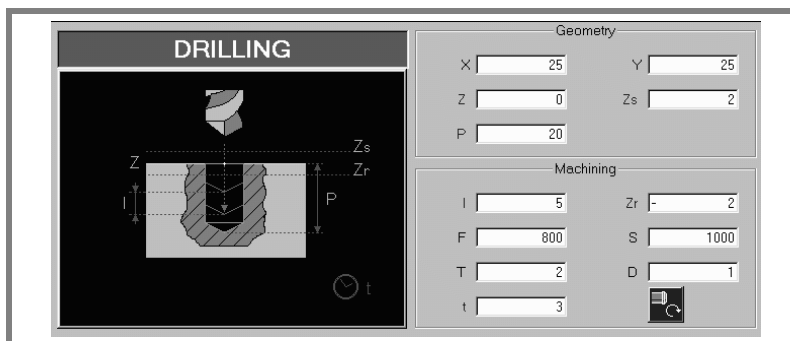 DRILLING
Zs
Z
Zr
I
P
t
Geometry
X 25 Y 25
Z 0 Zs 2
P 20
Machining
I 5 Zr - 2
F 800 S 1000
T 2 D 1
t 3